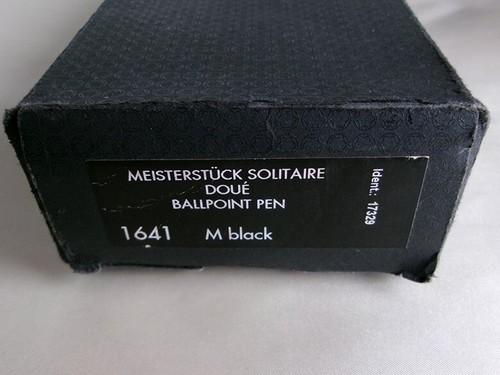 MEISTERSTÜCK SOLITAIRE
DOUÉ
BALLPOINT PEN
1641 M black
Ident.: 17329